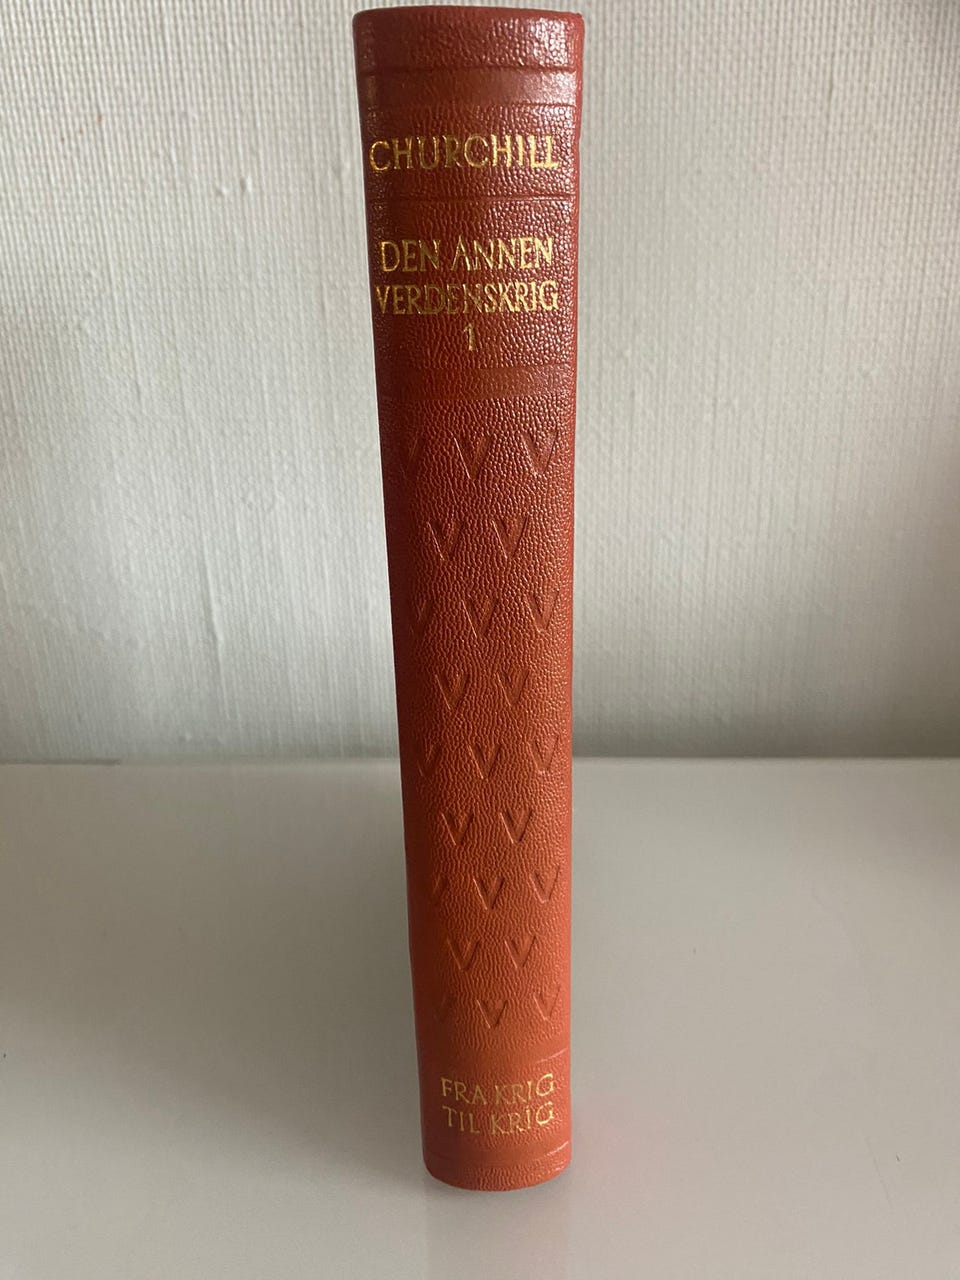 CHURCHILL
DEN ANNEN
VERDENSKRIG
1
FRA KRIG
TIL KRIG